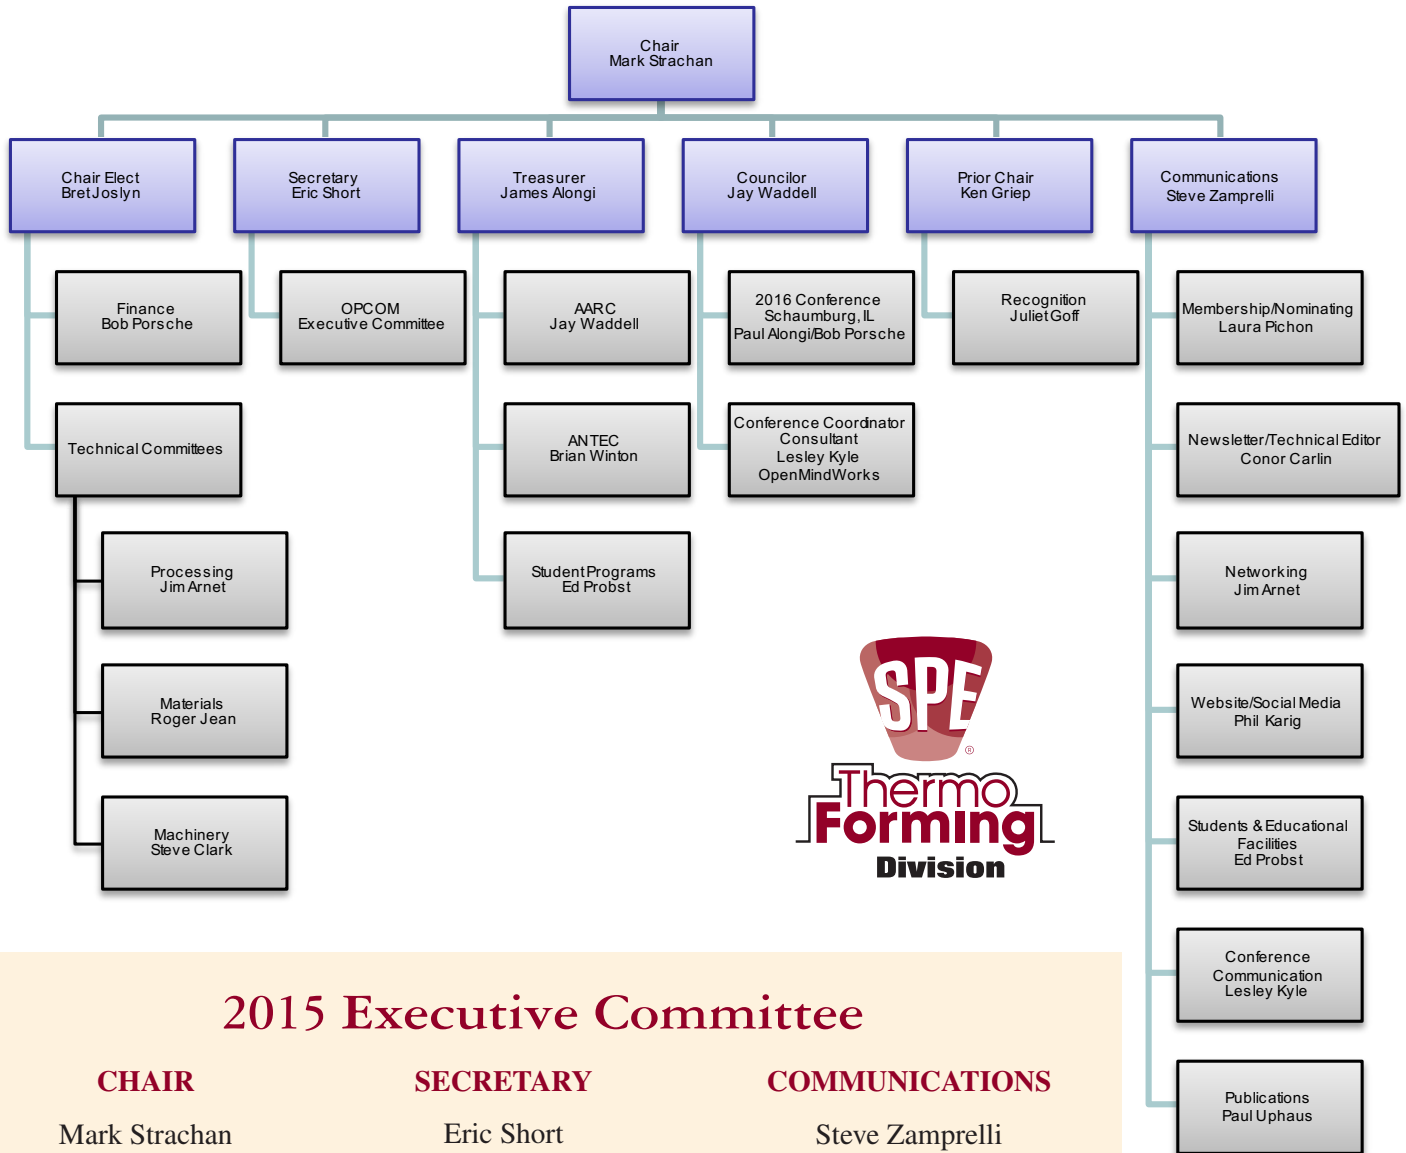 Chair
Mark Strachan
Chair Elect
Bret Joslyn
Secretary
Eric Short
Treasurer
James Alongi
Councilor
Jay Waddell
Prior Chair
Ken Griep
Communications
Steve Zamprelli
Finance
Bob Porsche
OPCOM
Executive Committee
AARC
Jay Waddell
2016 Conference
Schaumburg, IL
Paul Alongi/Bob Porsche
Recognition
Juliet Goff
Membership/Nominating
Laura Pichon
Technical Committees
ANTEC
Brian Winton
Conference Coordinator
Consultant
Lesley Kyle
OpenMindWorks
Newsletter/Technical Editor
Conor Carlin
Processing
Jim Arnet
Student Programs
Ed Probst
Networking
Jim Arnet
Materials
Roger Jean
Website/Social Media
Phil Karig
Machinery
Steve Clark
Students & Educational
Facilities
Ed Probst
SPE
®
Thermo
Forming
Division
Conference
Communication
Lesley Kyle
Publications
Paul Uphaus
2015 Executive Committee
CHAIR
Mark Strachan
SECRETARY
Eric Short
COMMUNICATIONS
Steve Zamprelli